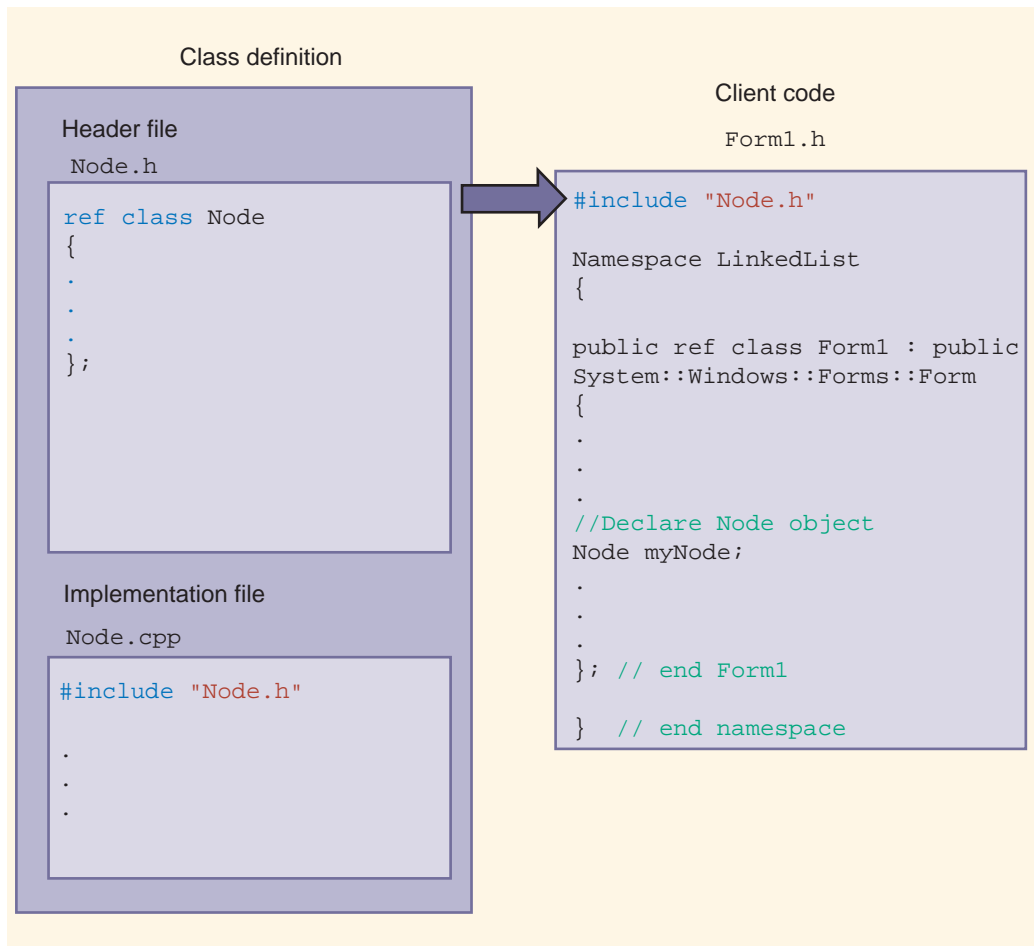 Class definition
Header file
Node.h
ref class Node
{
.
.
.
};
Implementation file
Node.cpp
#include "Node.h"
.
.
.
Client code
Form1.h
#include "Node.h"
Namespace LinkedList
{
public ref class Form1 : public
System::Windows::Forms::Form
{
.
.
.
//Declare Node object
Node myNode;
.
.
.
}; // end Form1
} // end namespace